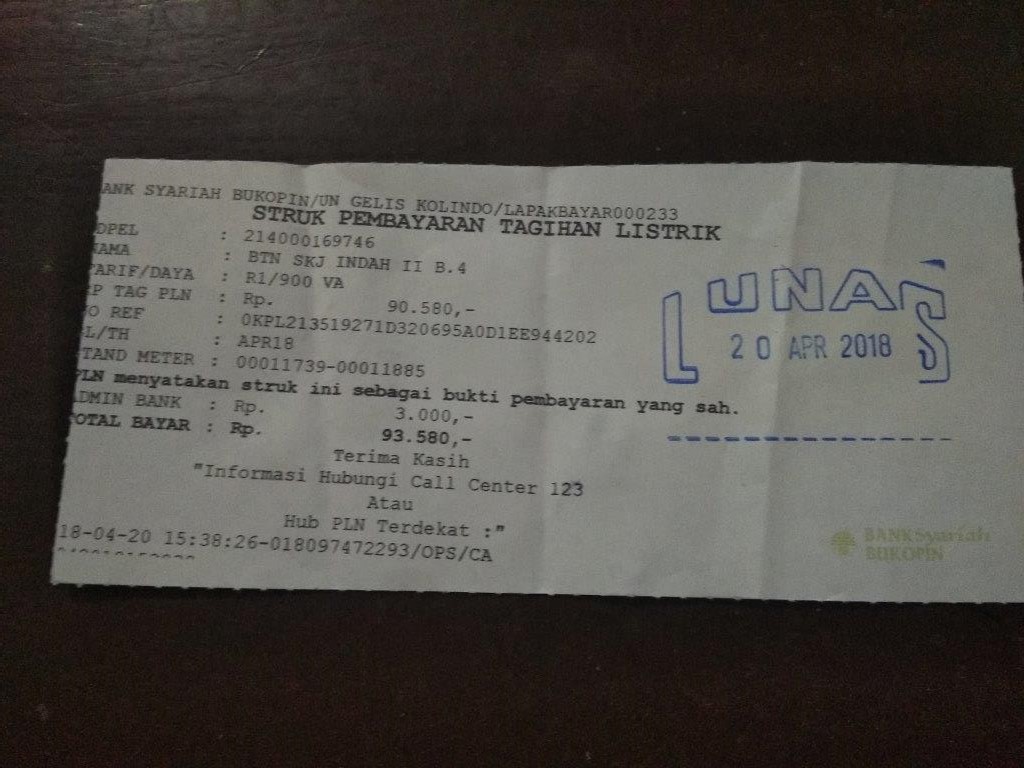 ANK SYARIAH BUKOPIN/UN GELIS KOLINDO/LAPAKBAYAR000233
STRUK PEMBAYARAN TAGIHAN LISTRIK
DPEL : 214000169746
AMA : BTN SKJ INDAH II B.4
TARIF/DAYA : R1/900 VA
RP TAG PLN : Rp. 90.580,-
O REF : 0KPL213519271D320695A0D1EE944202
L/TH : APR18
TAND METER : 00011739-00011885
PLN menyatakan struk ini sebagai bukti pembayaran yang sah.
DMIN BANK : Rp. 3.000,-
OTAL BAYAR : Rp. 93.580,-
Terima Kasih
"Informasi Hubungi Call Center 123
Atau
Hub PLN Terdekat :"
18-04-20 15:38:26-018097472293/OPS/CA
LUNAS
20 APR 2018
BANK Syariah
BUKOPIN